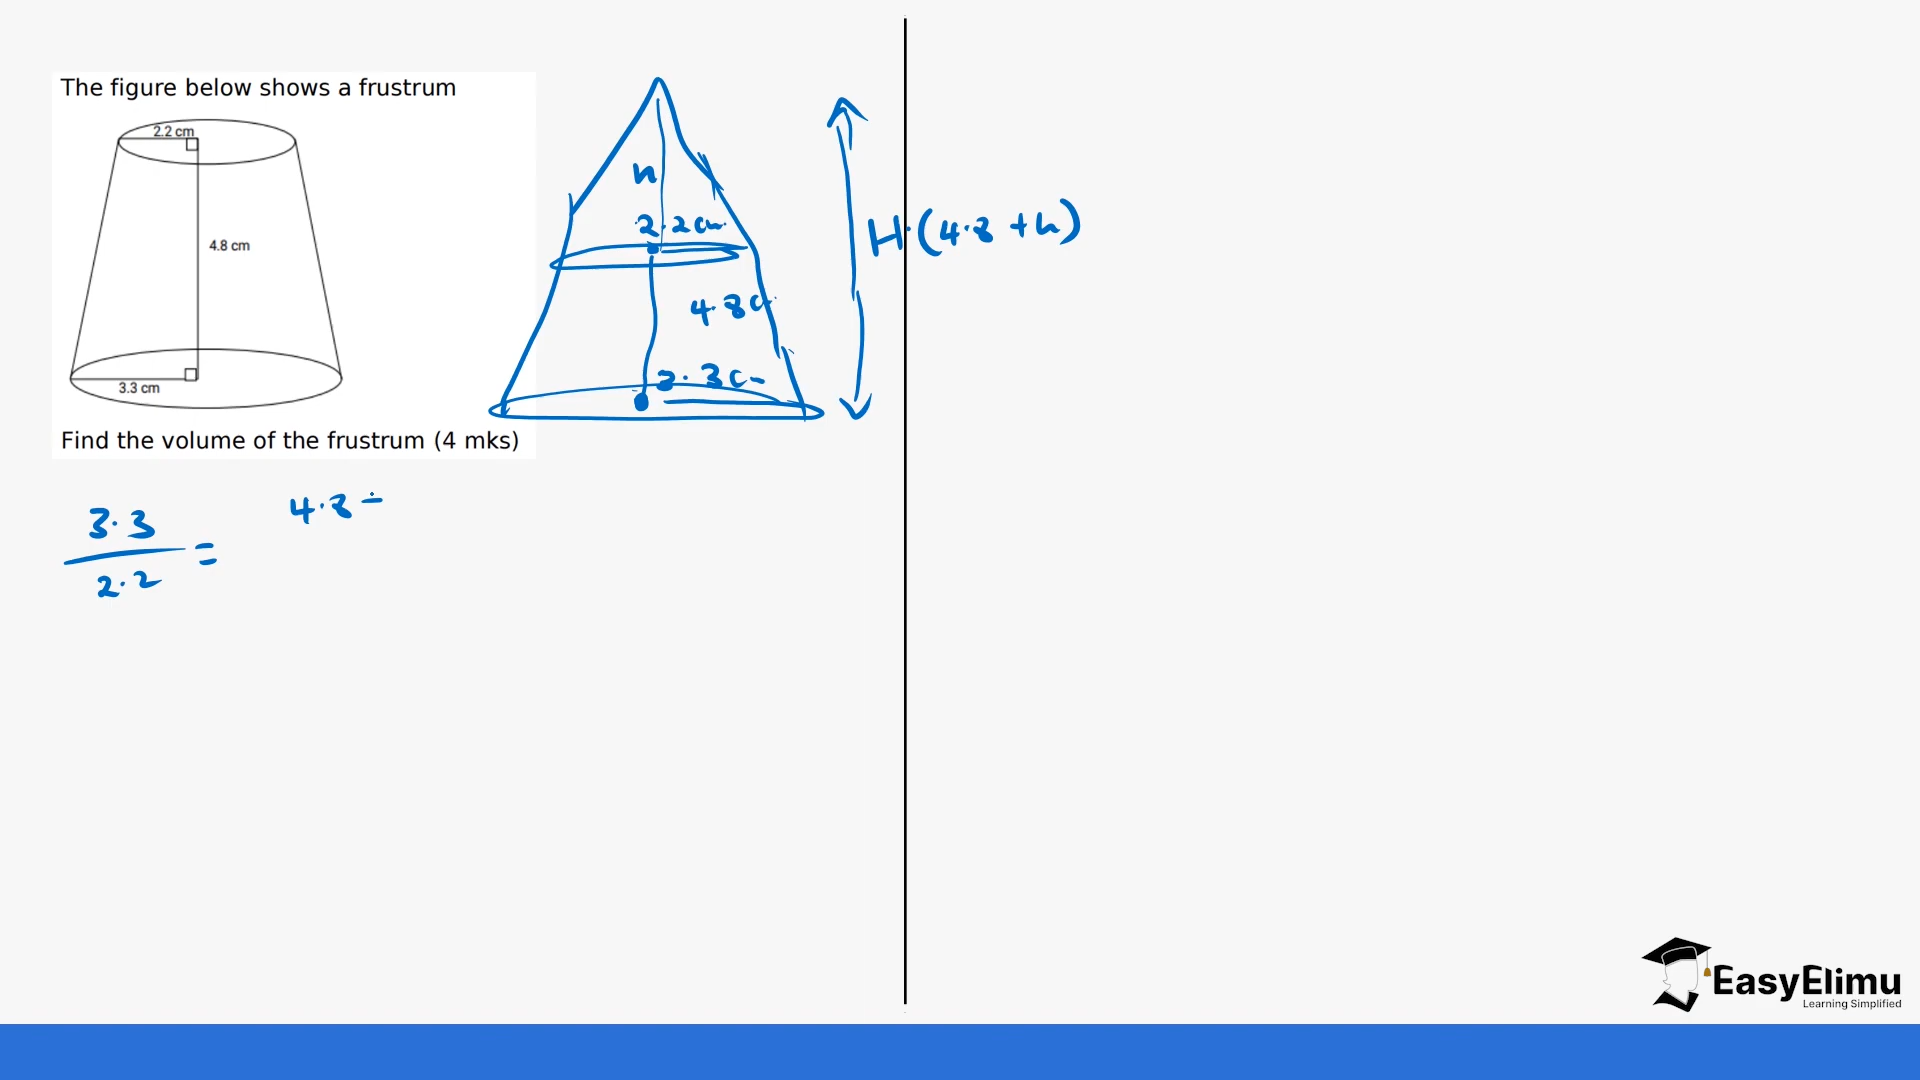 The figure below shows a frustrum
2.2 cm
4.8 cm
3.3 cm
Find the volume of the frustrum (4 mks)
h
2.2cm
4.8c
3.3cm
H(4.8+h)
3.3
2.2
=
4.8÷
EasyElimu
Learning Simplified